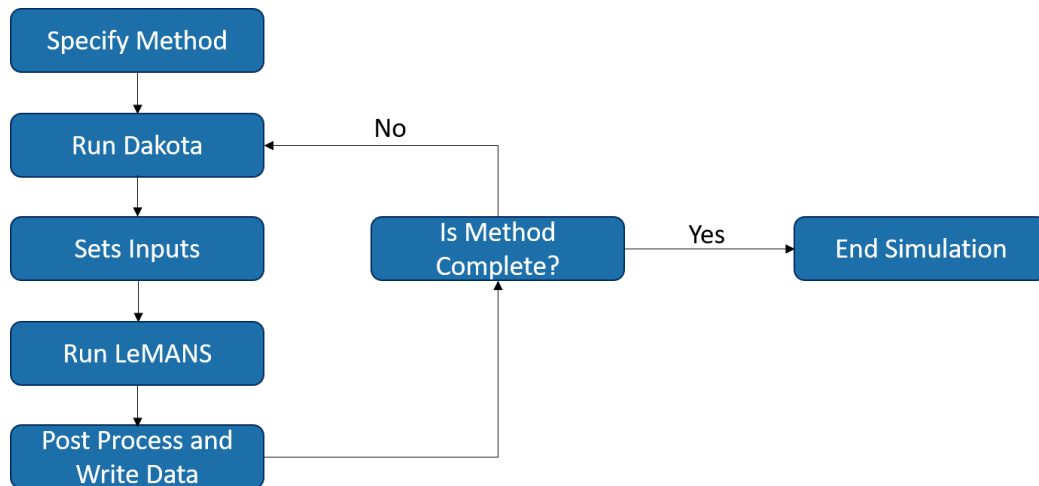 Specify Method
Run Dakota
No
Sets Inputs
Is Method
Complete?
Yes
End Simulation
Run LeMANS
Post Process and
Write Data